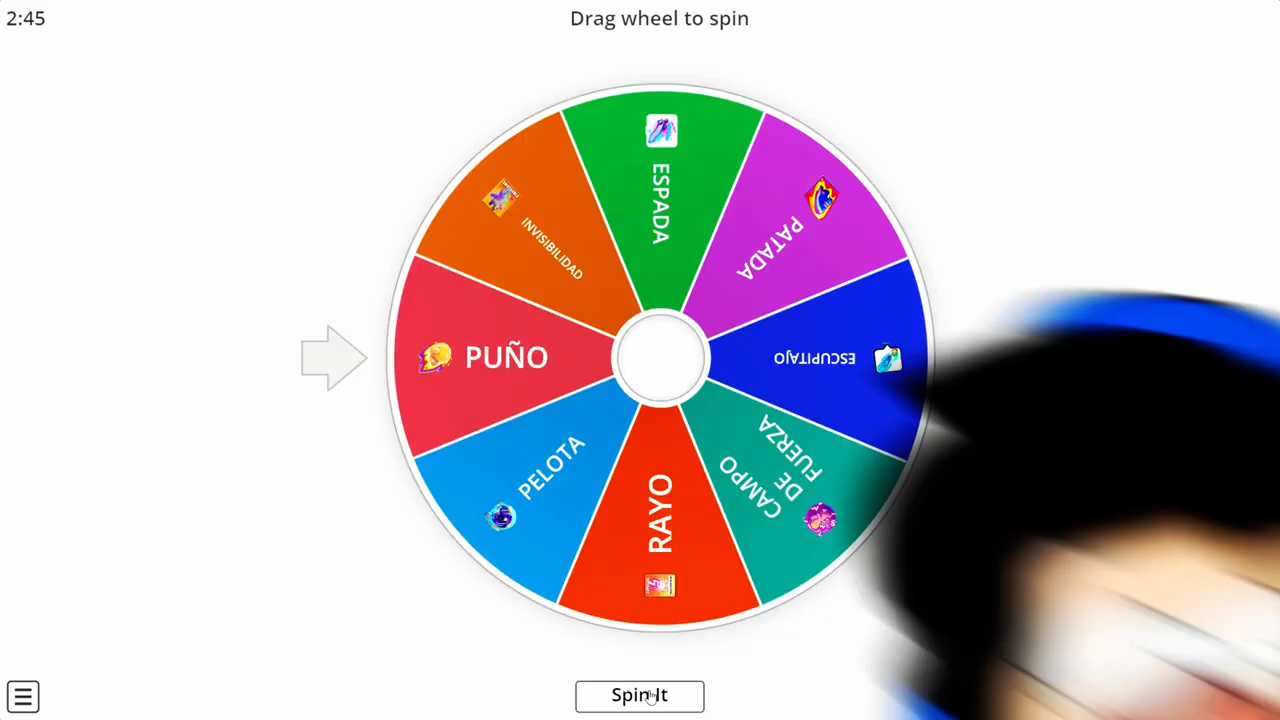 2:45
Drag wheel to spin
ESPADA
PATADA
INVISIBILIDAD
PUÑO
ESCUPITAJO
PELOTA
RAYO
CAMPO
DE
FUERZA
Spin It